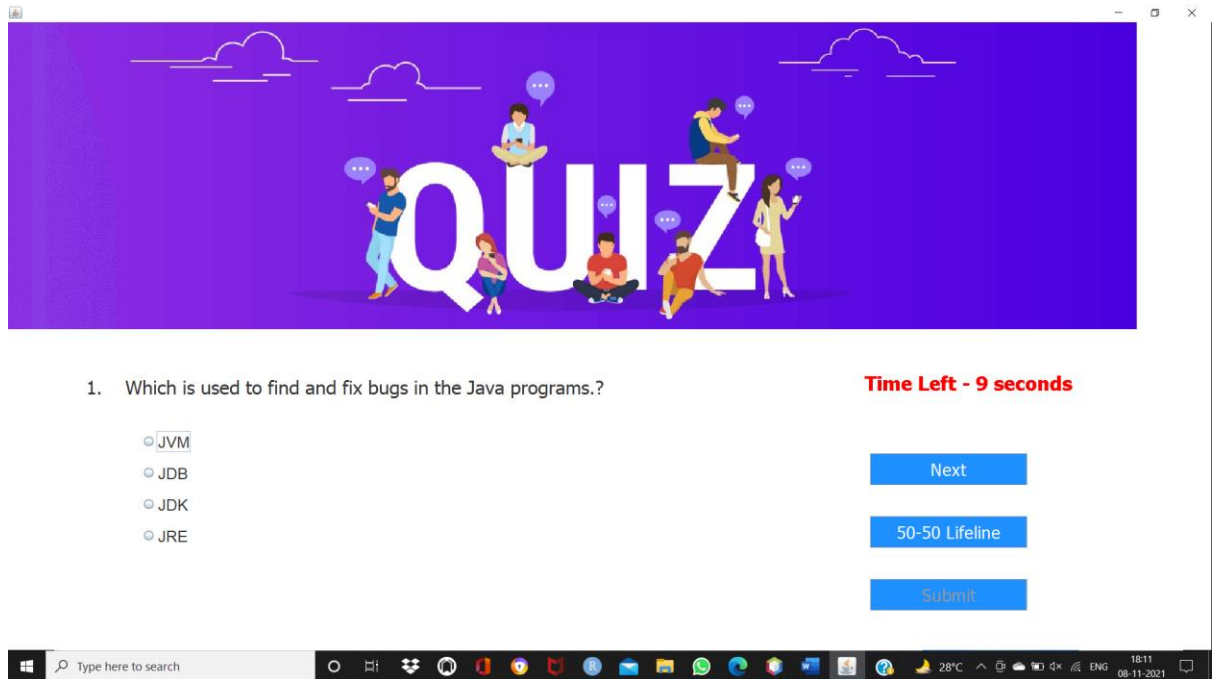 QUIZ
1. Which is used to find and fix bugs in the Java programs.?
Time Left - 9 seconds
JVM
JDB
JDK
JRE
Next
50-50 Lifeline
Submit
Type here to search
28°C
ENG
18:11
08-11-2021